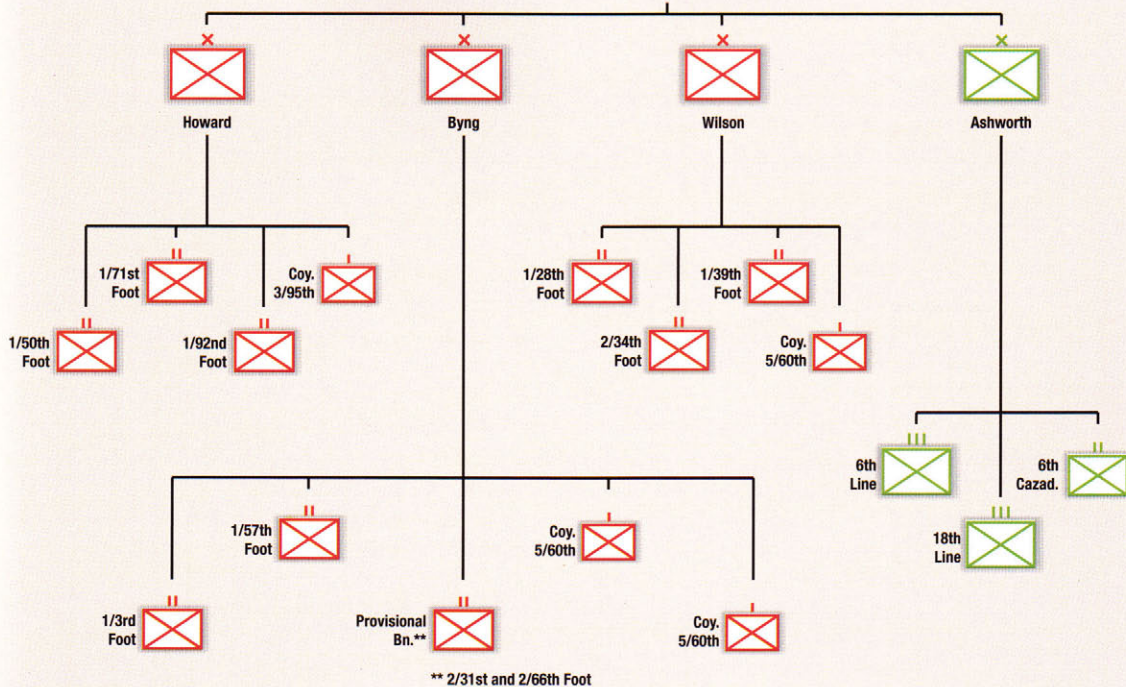 Howard
Byng
Wilson
Ashworth
1/71st
Foot
Coy.
3/95th
1/50th
Foot
1/92nd
Foot
1/28th
Foot
1/39th
Foot
2/34th
Foot
Coy.
5/60th
6th
Line
6th
Cazad.
18th
Line
1/57th
Foot
Coy.
5/60th
1/3rd
Foot
Provisional
Bn.**
Coy.
5/60th
** 2/31st and 2/66th Foot